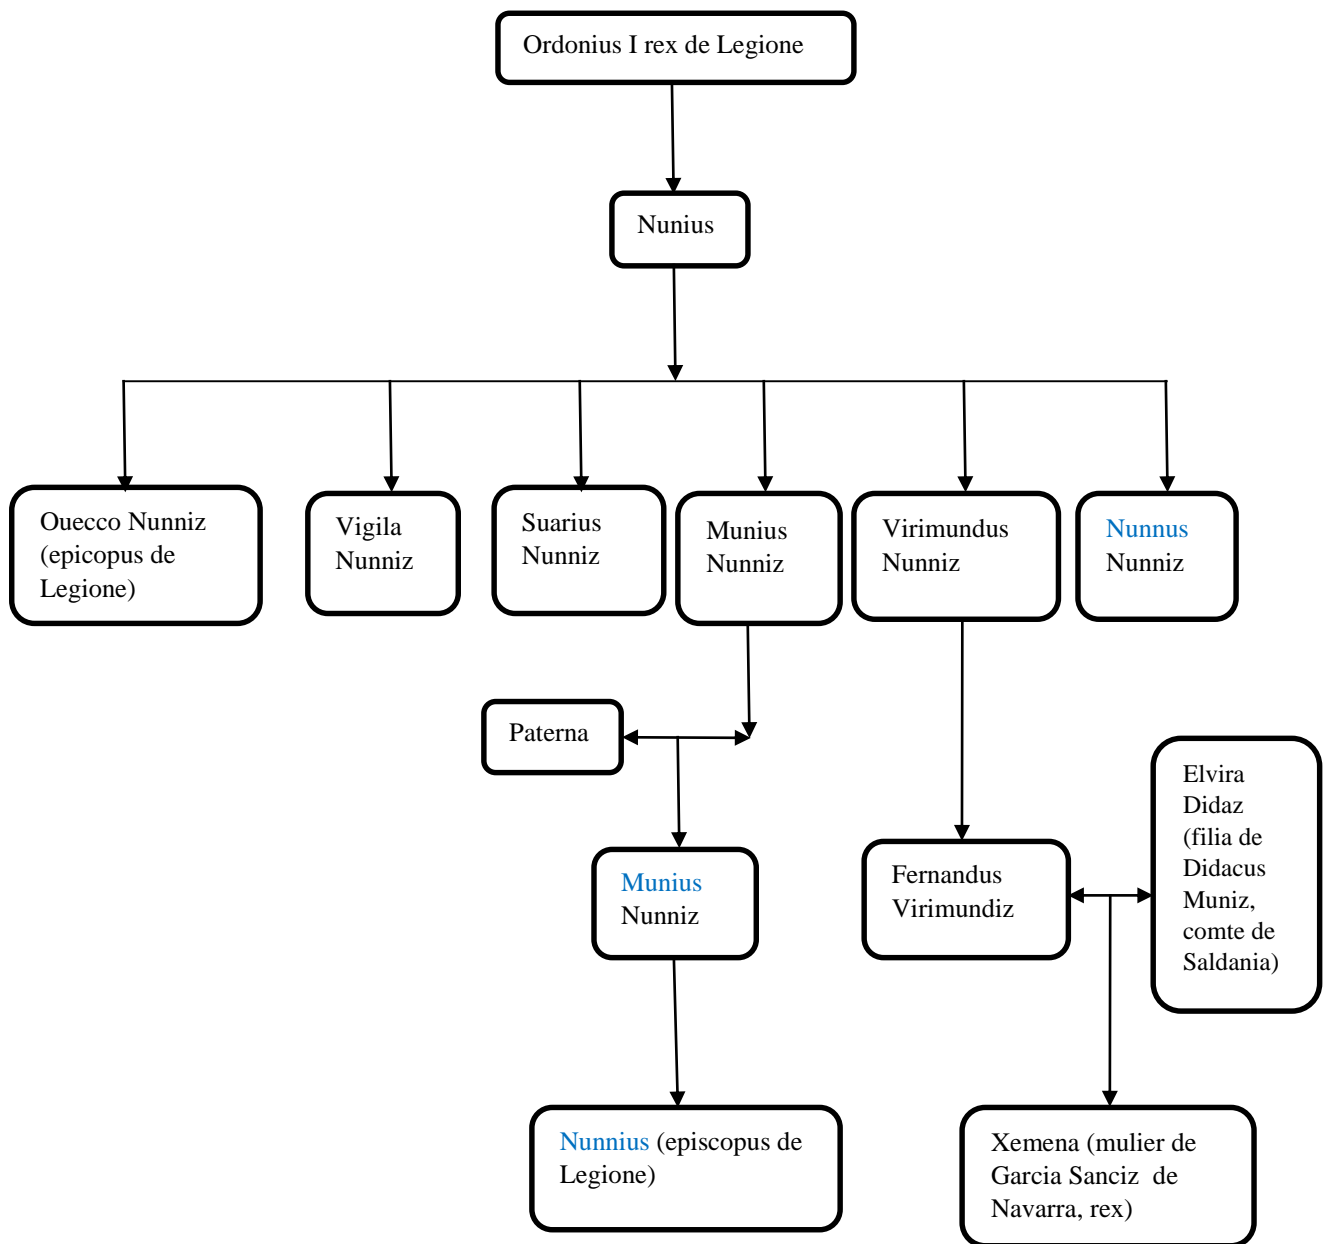 Ordonius I rex de Legione
Nunius
Ouecco Nunniz
(epicopus de
Legione)
Vigila
Nunniz
Suarius
Nunniz
Munius
Nunniz
Virimundus
Nunniz
Nunnus
Nunniz
Paterna
Elvira
Didaz
(filia de
Didacus
Muniz,
comte de
Saldania)
Munius
Nunniz
Fernandus
Virimundiz
Nunnius (episcopus de
Legione)
Xemena (mulier de
Garcia Sanciz  de
Navarra, rex)